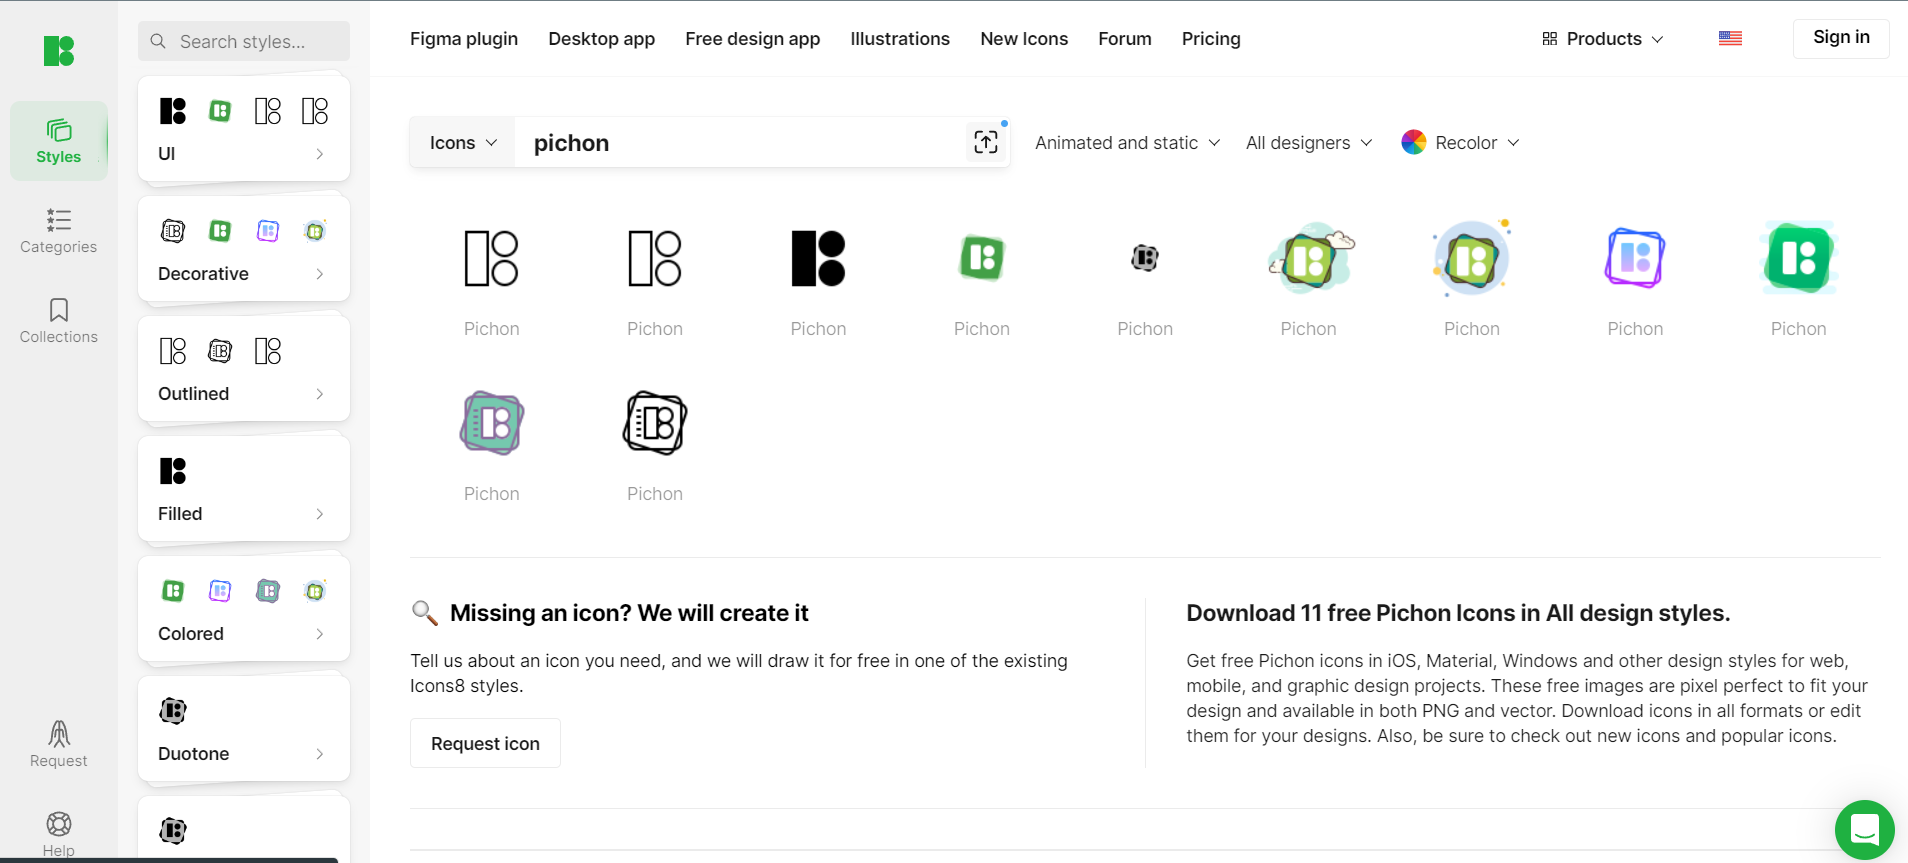 Search styles...
Figma plugin
Desktop app
Free design app
Illustrations
New Icons
Forum
Pricing
Products
Sign in
Styles
Categories
Collections
Request
Help
UI
Decorative
Outlined
Filled
Colored
Duotone
Icons
pichon
Animated and static
All designers
Recolor
Pichon
Pichon
Pichon
Pichon
Pichon
Pichon
Pichon
Pichon
Pichon
Pichon
Pichon
Missing an icon? We will create it
Tell us about an icon you need, and we will draw it for free in one of the existing
Icons8 styles.
Request icon
Download 11 free Pichon Icons in All design styles.
Get free Pichon icons in iOS, Material, Windows and other design styles for web,
mobile, and graphic design projects. These free images are pixel perfect to fit your
design and available in both PNG and vector. Download icons in all formats or edit
them for your designs. Also, be sure to check out new icons and popular icons.